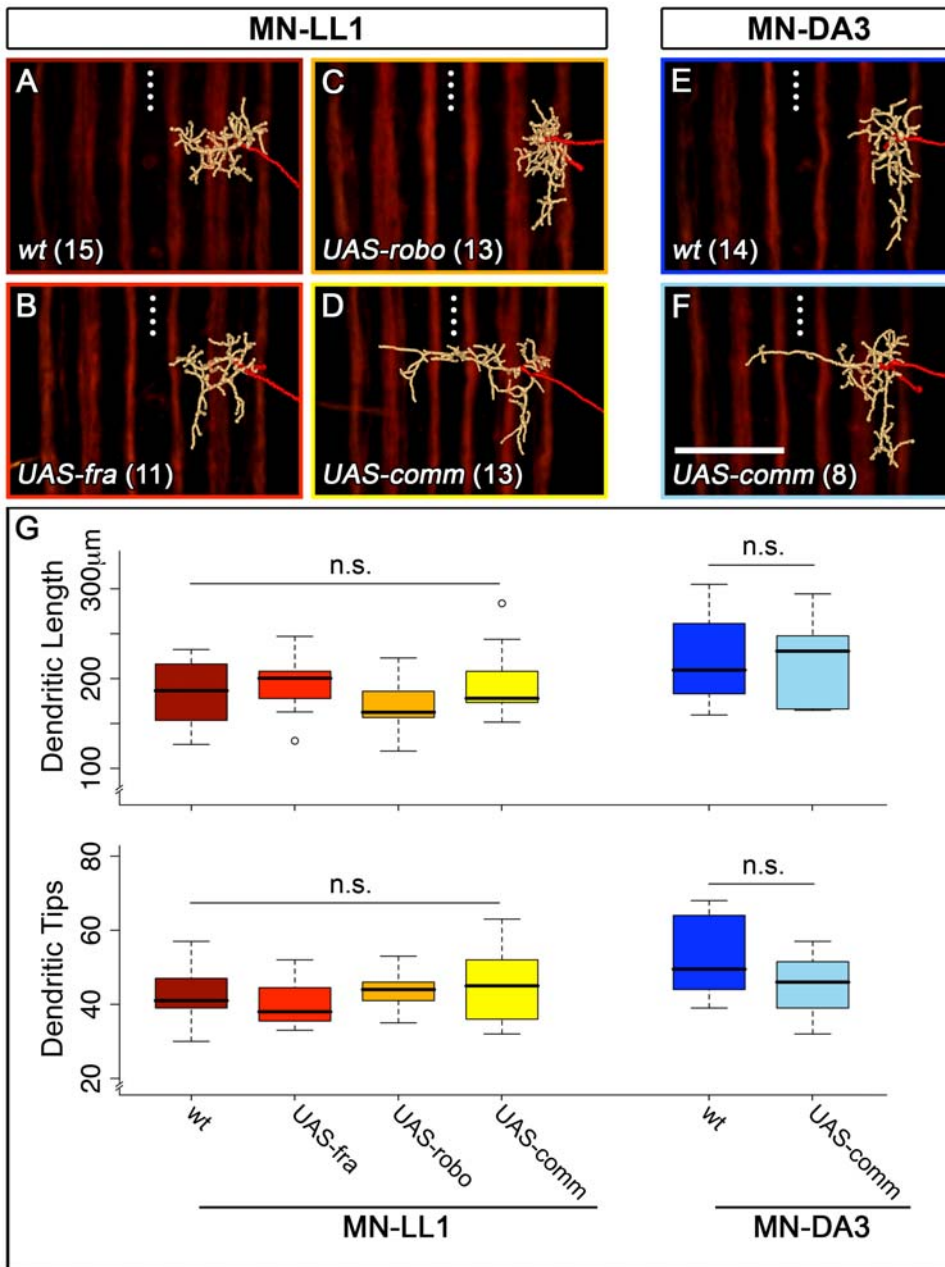 MN-LL1
MN-DA3
A
wt (15)
C
UAS-robo (13)
E
wt (14)
B
UAS-fra (11)
D
UAS-comm (13)
F
UAS-comm (8)
G
Dendritic Length
300μm
200
100
n.s.
n.s.
Dendritic Tips
80
60
40
20
n.s.
n.s.
wt
UAS-fra
UAS-robo
UAS-comm
wt
UAS-comm
MN-LL1
MN-DA3